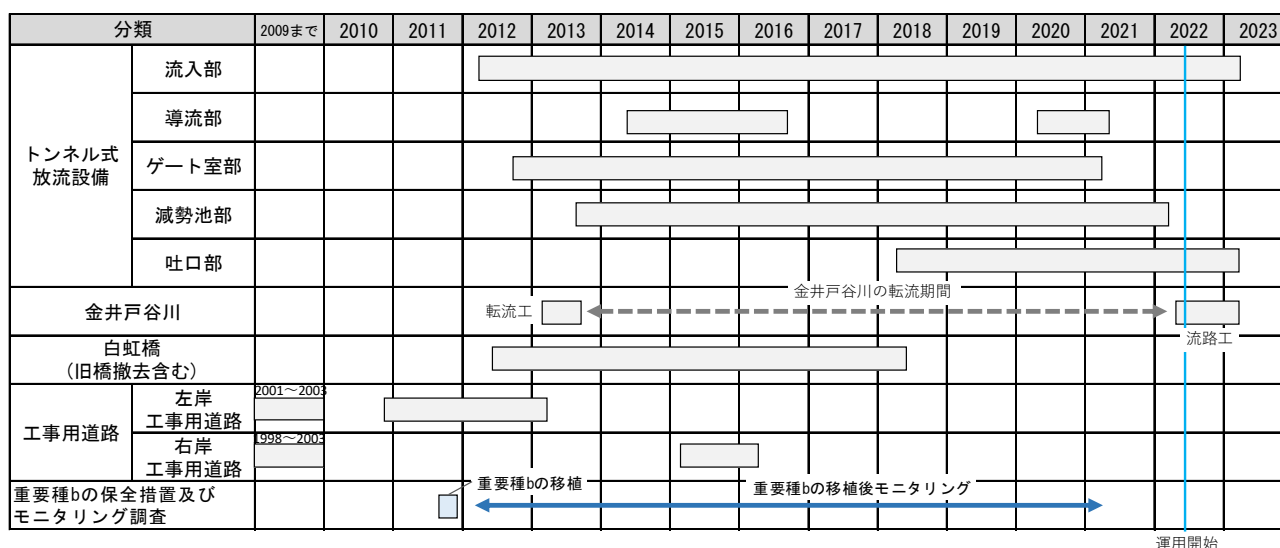 分類 2009まで 2010 2011 2012 2013 2014 2015 2016 2017 2018 2019 2020 2021 2022 2023
トンネル式
放流設備
流入部
導流部
ゲート室部
減勢池部
吐口部
金井戸谷川
転流工
金井戸谷川の転流期間
流路工
白虹橋
(旧橋撤去含む)
工事用道路
左岸
工事用道路
2001～2003
右岸
工事用道路
1998～2003
重要種bの保全措置及び
モニタリング調査
重要種bの移植
重要種bの移植後モニタリング
運用開始